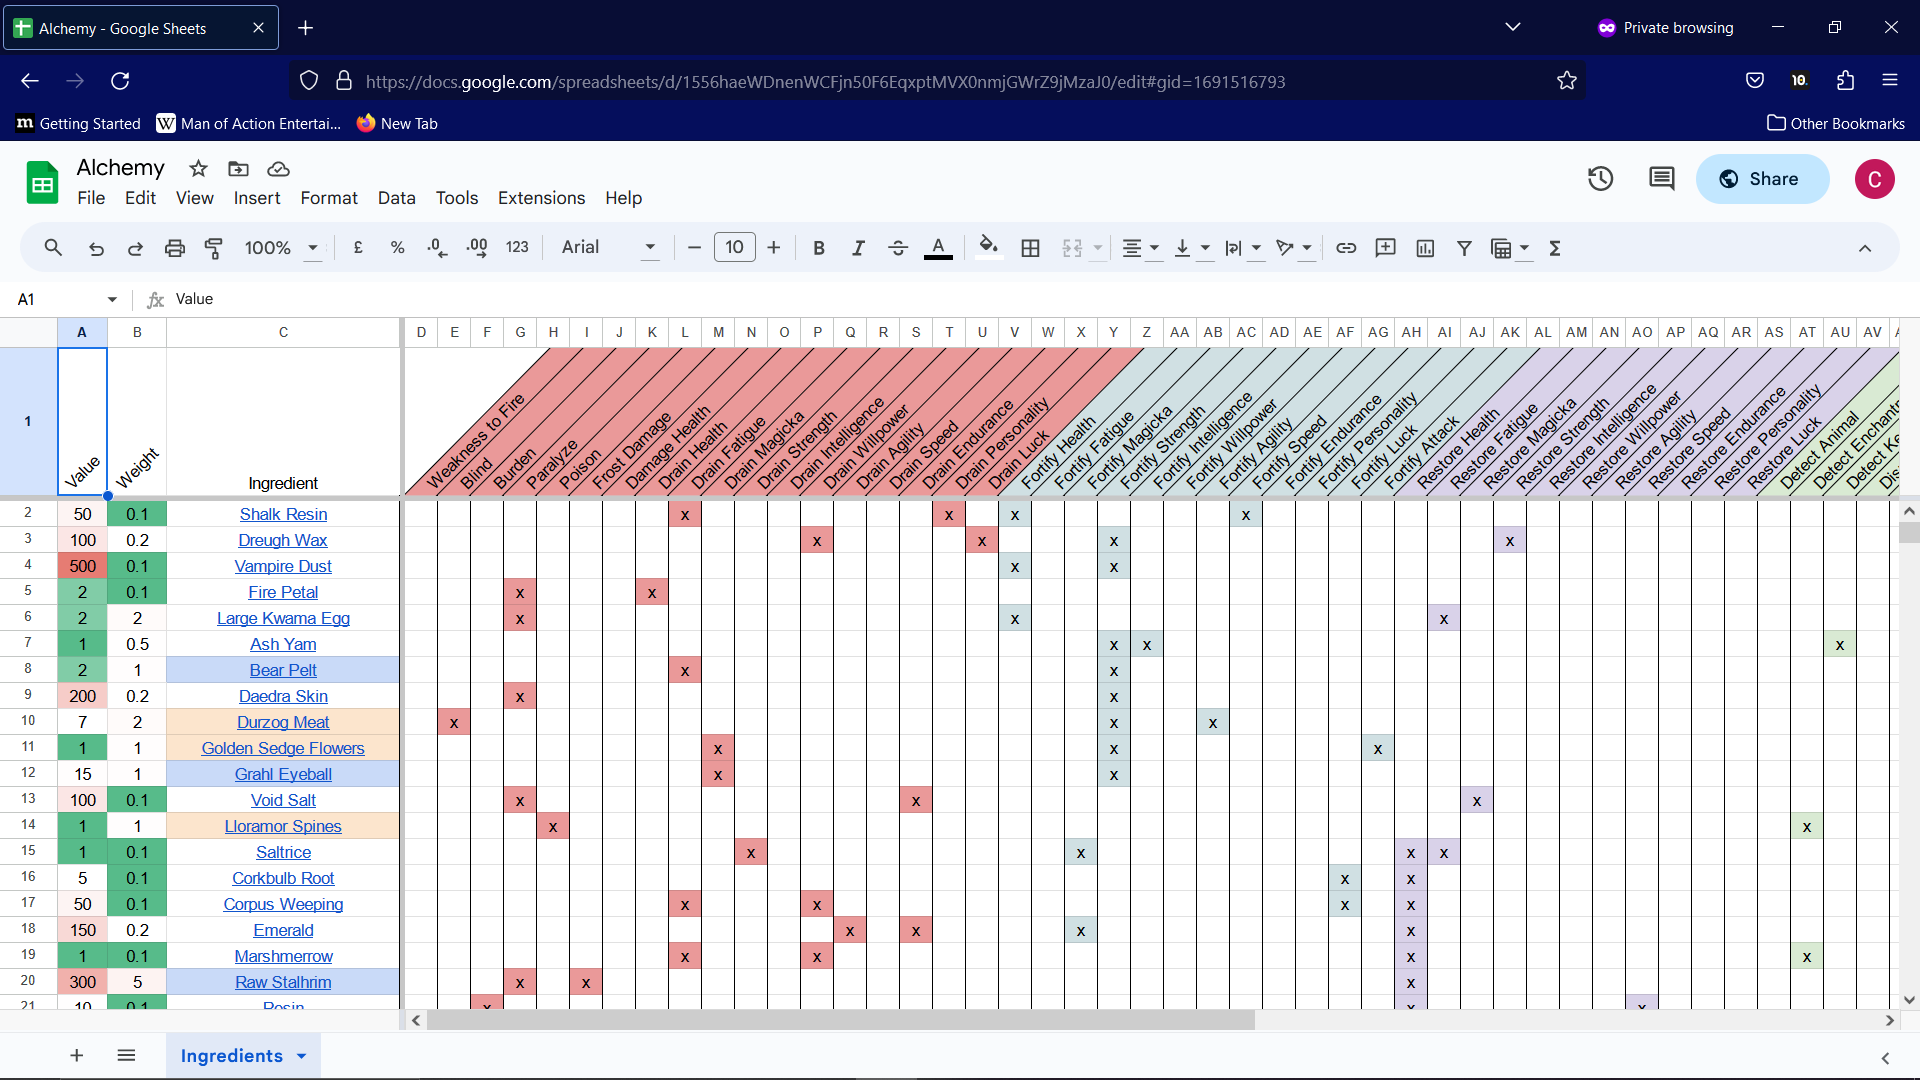 Alchemy - Google Sheets
Private browsing
https://docs.google.com/spreadsheets/d/1556haeWDnenWCFjn50F6EqxptMVX0nmjGWrZ9jMzaJ0/edit#gid=1691516793
10.
m Getting Started W Man of Action Entertai... New Tab Other Bookmarks
Alchemy
File Edit View Insert Format Data Tools Extensions Help
Share
C
100% £ % .0 .00 123 Arial 10 B I S A Σ
A1 fx Value
A B C D E F G H I J K L M N O P Q R S T U V W X Y Z AA AB AC AD AE AF AG AH AI AJ AK AL AM AN AO AP AQ AR AS AT AU AV
1 Value Weight Ingredient
Weakness to Fire
Blind
Burden
Paralyze
Poison
Frost Damage
Damage Health
Drain Health
Drain Fatigue
Drain Magicka
Drain Strength
Drain Intelligence
Drain Willpower
Drain Agility
Drain Speed
Drain Endurance
Drain Personality
Drain Luck
Fortify Health
Fortify Fatigue
Fortify Magicka
Fortify Strength
Fortify Intelligence
Fortify Willpower
Fortify Agility
Fortify Speed
Fortify Endurance
Fortify Personality
Fortify Luck
Fortify Attack
Restore Health
Restore Fatigue
Restore Magicka
Restore Strength
Restore Intelligence
Restore Willpower
Restore Agility
Restore Speed
Restore Endurance
Restore Personality
Restore Luck
Detect Animal
Detect
Detect
2 50 0.1 Shalk Resin x x x x
3 100 0.2 Dreugh Wax x x x x
4 500 0.1 Vampire Dust x x
5 2 0.1 Fire Petal x x
6 2 2 Large Kwama Egg x x x
7 1 0.5 Ash Yam x x x
8 2 1 Bear Pelt x x
9 200 0.2 Daedra Skin x x
10 7 2 Durzog Meat x x x
11 1 1 Golden Sedge Flowers x x x
12 15 1 Grahl Eyeball x x
13 100 0.1 Void Salt x x x
14 1 1 Lloramor Spines x x
15 1 0.1 Saltrice x x x x
16 5 0.1 Corkbulb Root x x
17 50 0.1 Corpus Weeping x x x x
18 150 0.2 Emerald x x x x
19 1 0.1 Marshmerrow x x x x
20 300 5 Raw Stalhrim x x x
21 10 0.1 Resin x x x
Ingredients